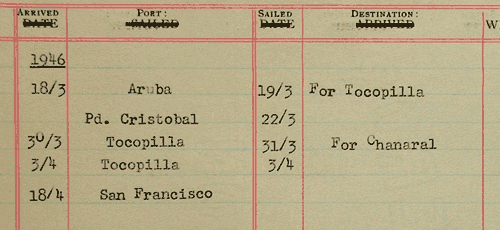 ARRIVED PORT: SAILED DESTINATION:
DATE SAILED DATE ARRIVED W
1946
18/3 Aruba 19/3 For Tocopilla
Pd. Cristobal 22/3
30/3 Tocopilla 31/3 For Chanaral
3/4 Tocopilla 3/4
18/4 San Francisco